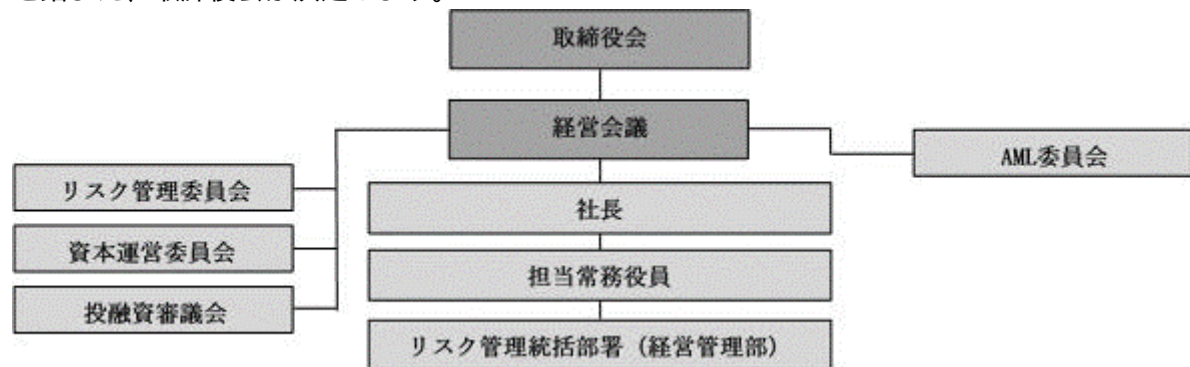 取締役会
経営会議
AML委員会
リスク管理委員会
社長
資本運営委員会
担当常務役員
投融資審議会
リスク管理統括部署（経営管理部）